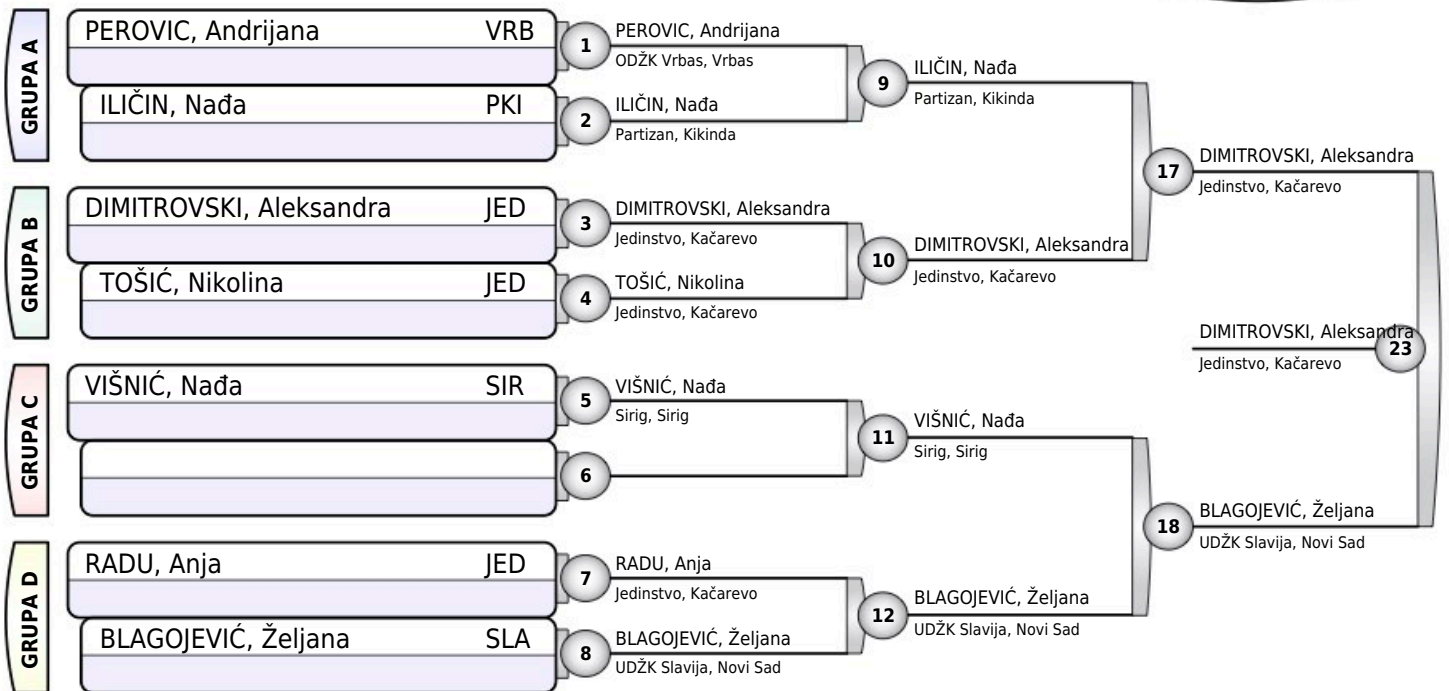 GRUPA A
PEROVIC, Andrijana VRB
ILIČIN, Nađa PKI
GRUPA B
DIMITROVSKI, Aleksandra JED
TOŠIĆ, Nikolina JED
GRUPA C
VIŠNIĆ, Nađa SIR
GRUPA D
RADU, Anja JED
BLAGOJEVIĆ, Željana SLA
1
PEROVIC, Andrijana
ODŽK Vrbas, Vrbas
2
ILIČIN, Nađa
Partizan, Kikinda
3
DIMITROVSKI, Aleksandra
Jedinstvo, Kačarevo
4
TOŠIĆ, Nikolina
Jedinstvo, Kačarevo
5
VIŠNIĆ, Nađa
Sirig, Sirig
6
7
RADU, Anja
Jedinstvo, Kačarevo
8
BLAGOJEVIĆ, Željana
UDŽK Slavija, Novi Sad
9
ILIČIN, Nađa
Partizan, Kikinda
10
DIMITROVSKI, Aleksandra
Jedinstvo, Kačarevo
11
VIŠNIĆ, Nađa
Sirig, Sirig
12
BLAGOJEVIĆ, Željana
UDŽK Slavija, Novi Sad
17
DIMITROVSKI, Aleksandra
Jedinstvo, Kačarevo
18
BLAGOJEVIĆ, Željana
UDŽK Slavija, Novi Sad
DIMITROVSKI, Aleksandra
23
Jedinstvo, Kačarevo